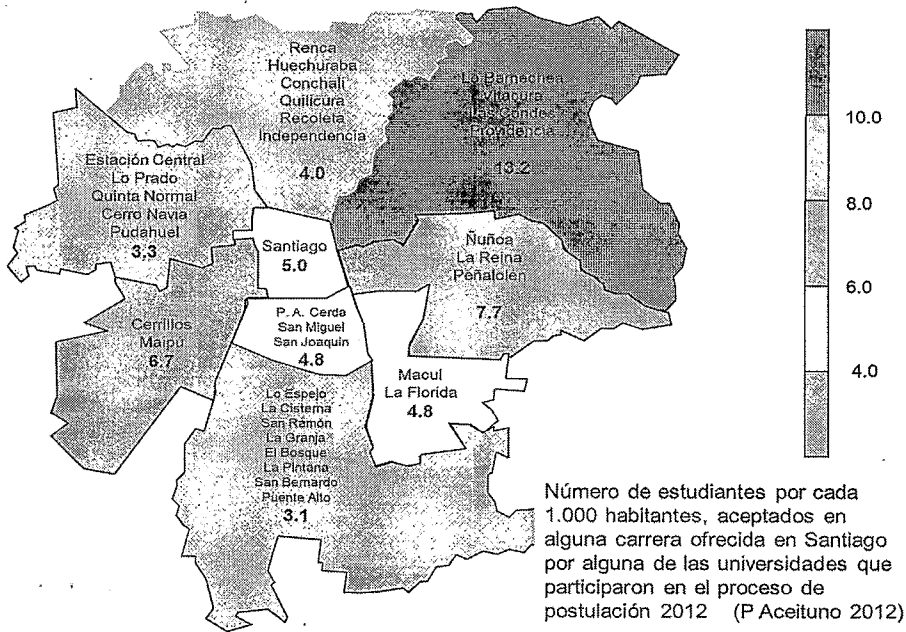 Renca
Huechuraba
Conchalí
Quilicura
Recoleta
Independencia
4.0
Lo Barnechea
Vitacura
Las Condes
Providencia
13.2
Estación Central
Lo Prado
Quinta Normal
Cerro Navia
Pudahuel
3,3
Santiago
5.0
Ñuñoa
La Reina
Peñalolén
7.7
Cerrillos
Maipú
6.7
P. A. Cerda
San Miguel
San Joaquín
4.8
Macul
La Florida
4.8
Lo Espejo
La Cisterna
San Ramón
La Granja
El Bosque
La Pintana
San Bernardo
Puente Alto
3.1
10.0
8.0
6.0
4.0
Número de estudiantes por cada
1.000 habitantes, aceptados en
alguna carrera ofrecida en Santiago
por alguna de las universidades que
participaron en el proceso de
postulación 2012 (P Aceituno 2012)